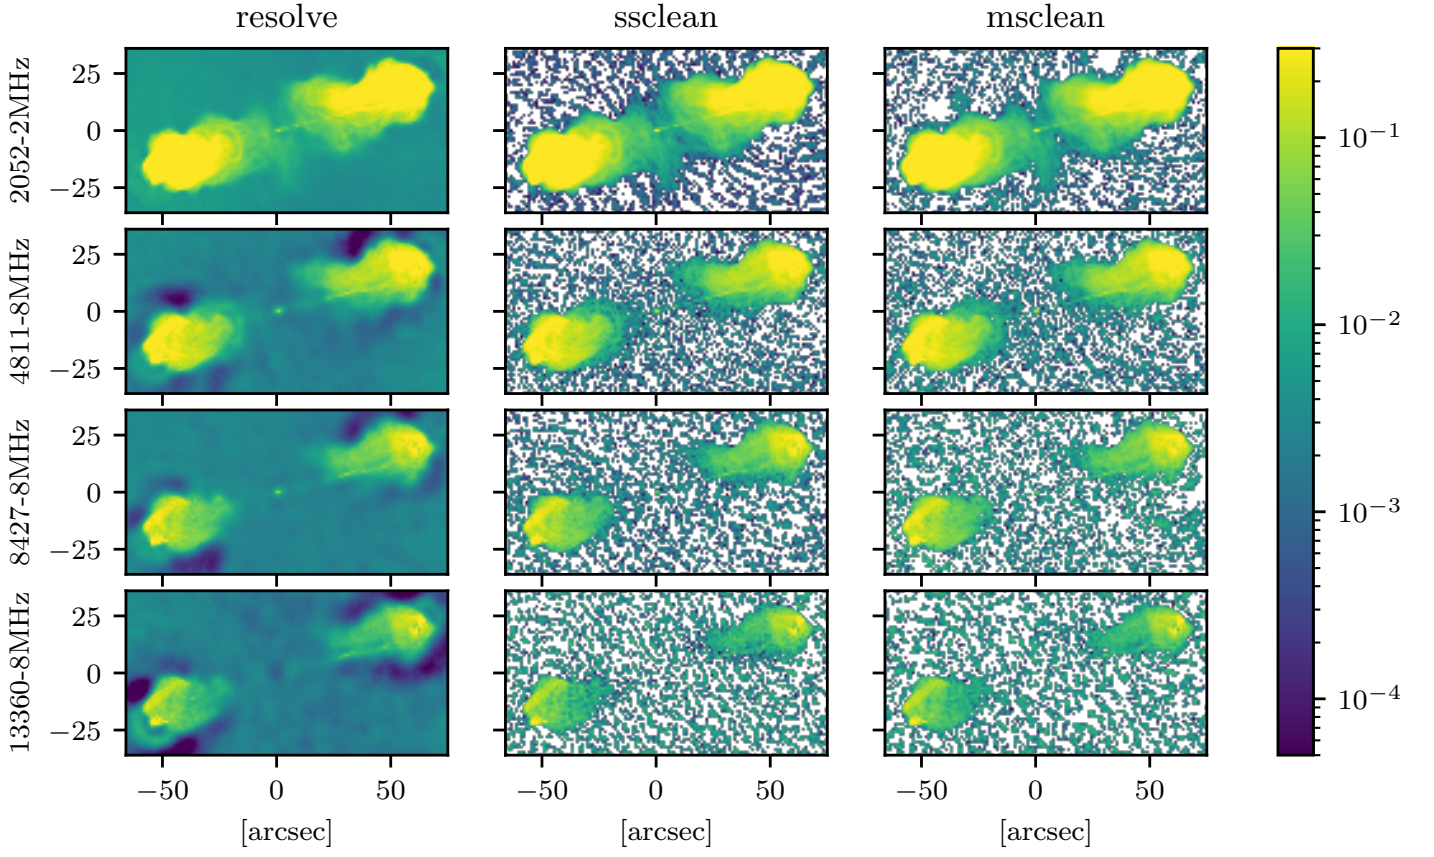 resolve ssclean msclean
2052-2MHz
25
0
−25
4811-8MHz
25
0
−25
8427-8MHz
25
0
−25
13360-8MHz
25
0
−25
−50 0 50 −50 0 50 −50 0 50
[arcsec] [arcsec] [arcsec]
10⁻¹
10⁻²
10⁻³
10⁻⁴